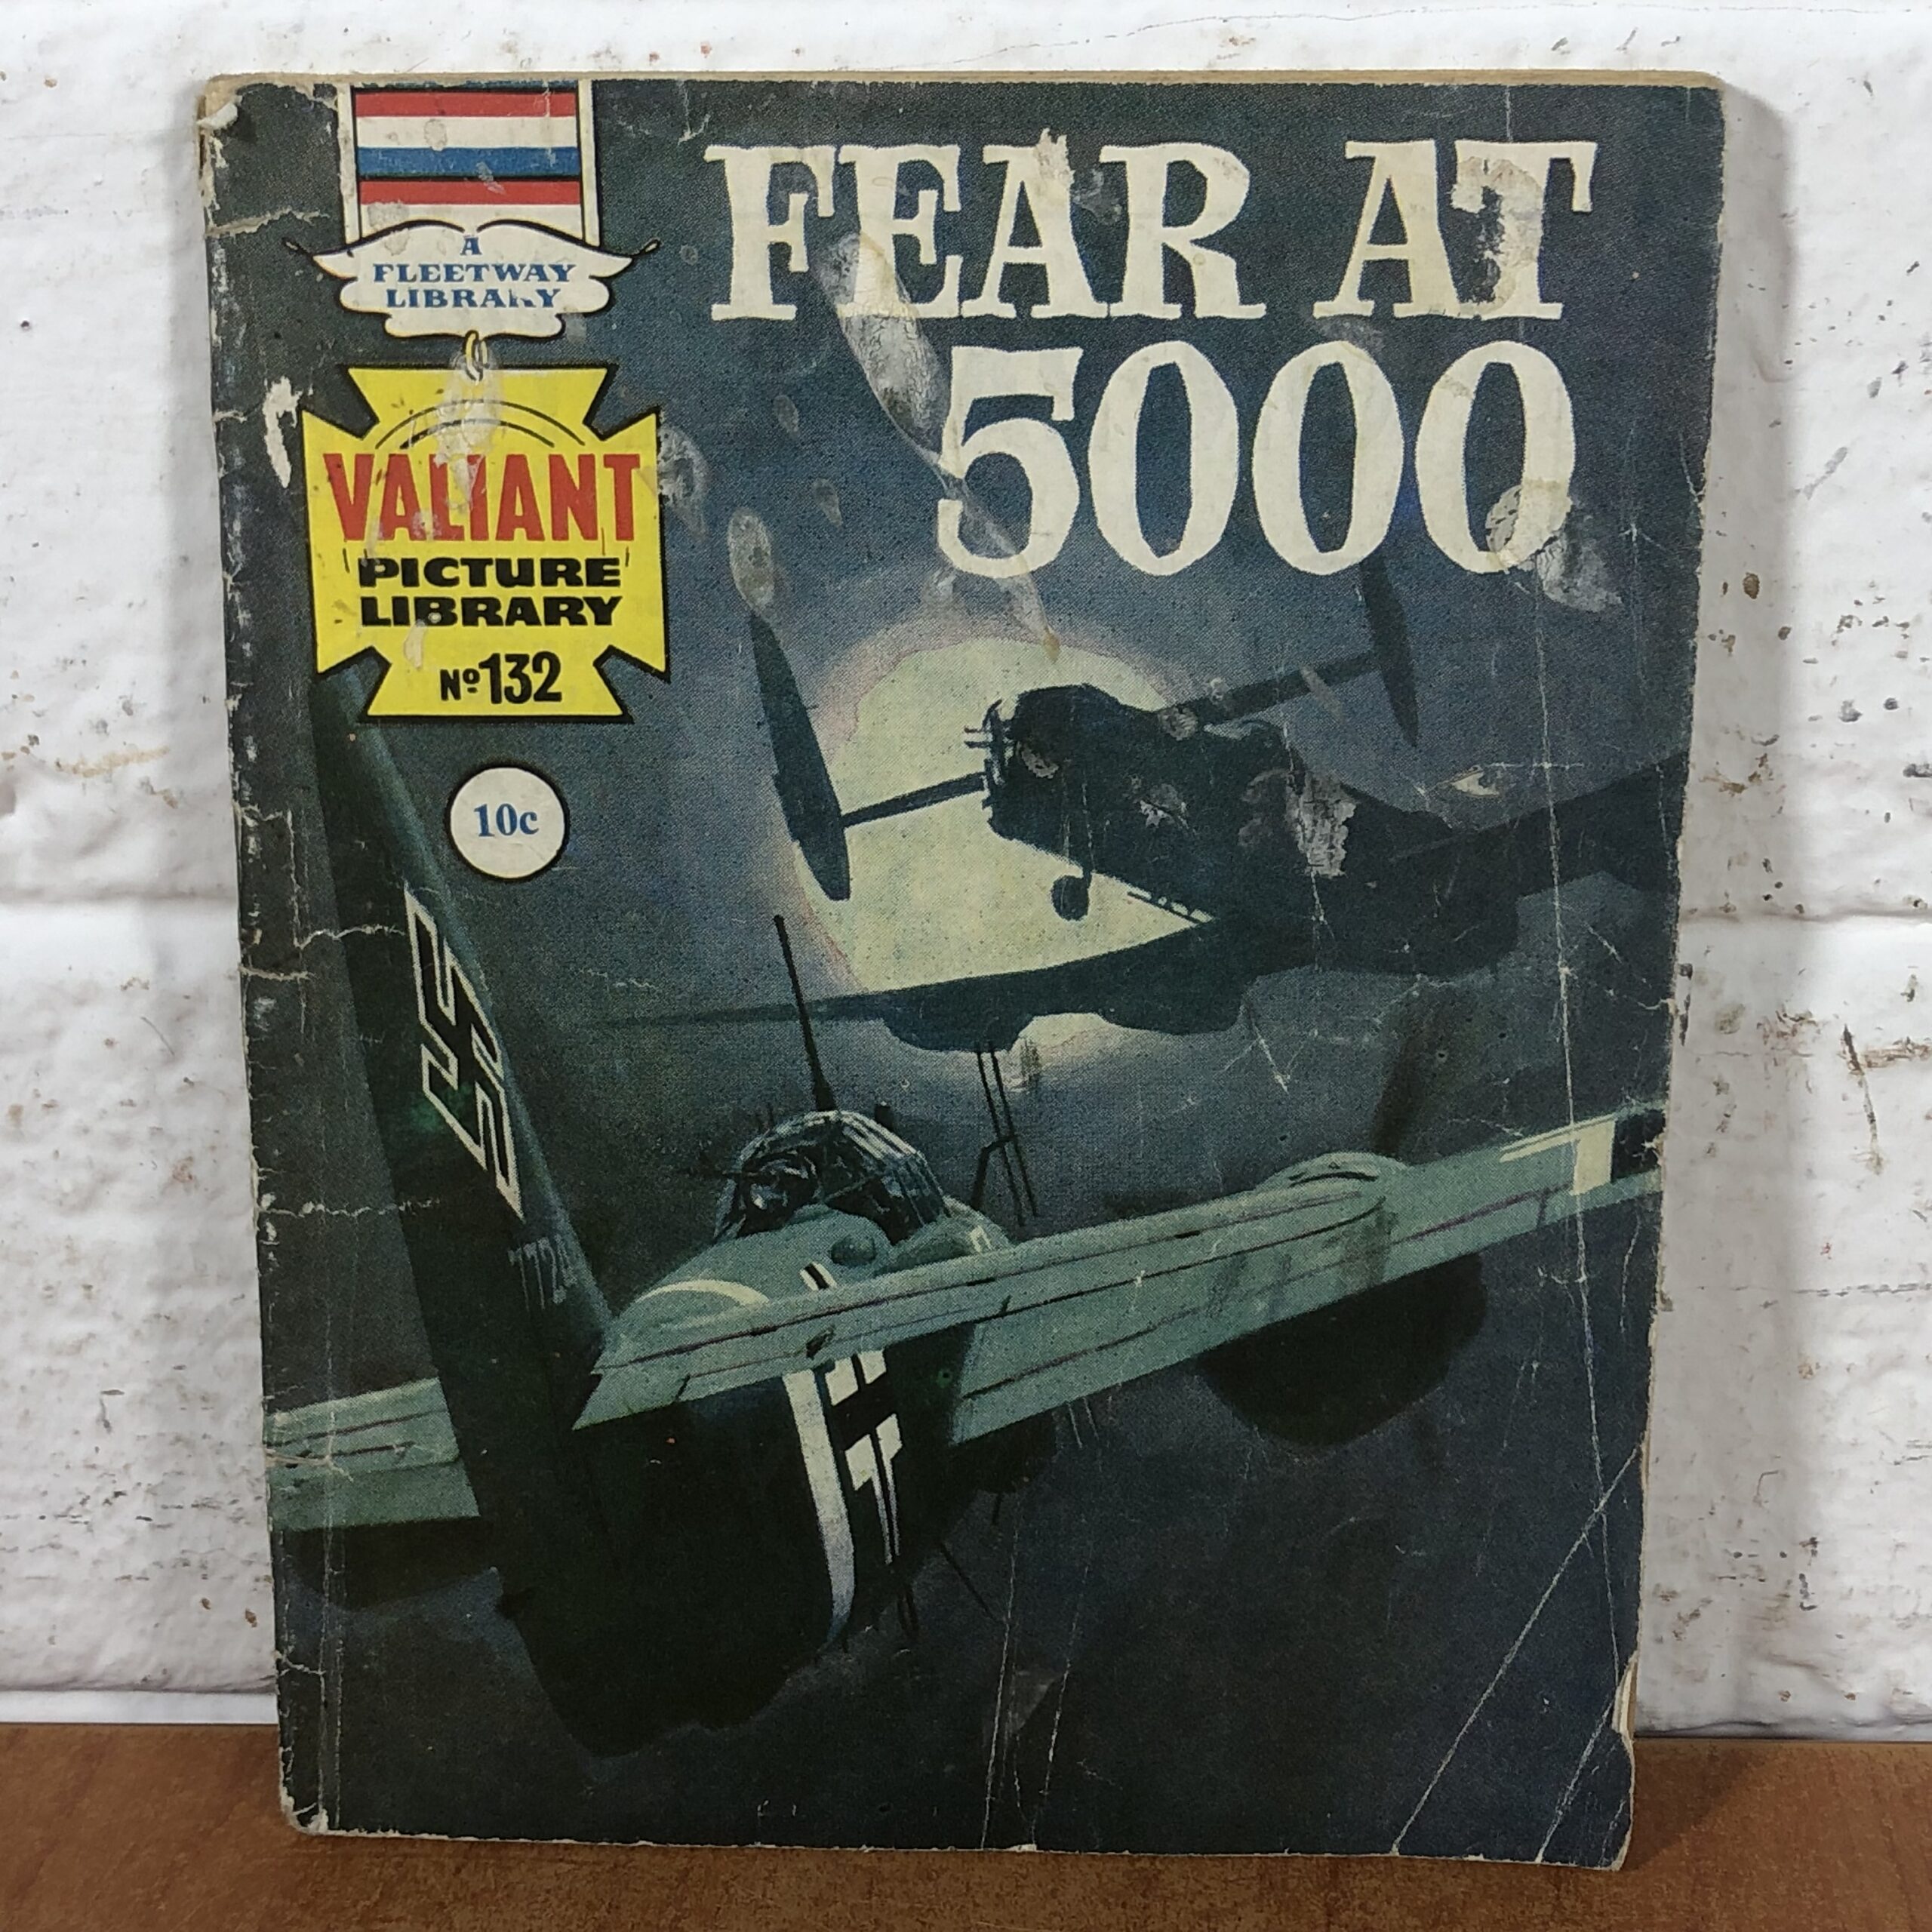 FEAR AT
5000
A
FLEETWAY
LIBRARY
VALIANT
PICTURE
LIBRARY
Nº 132
10c